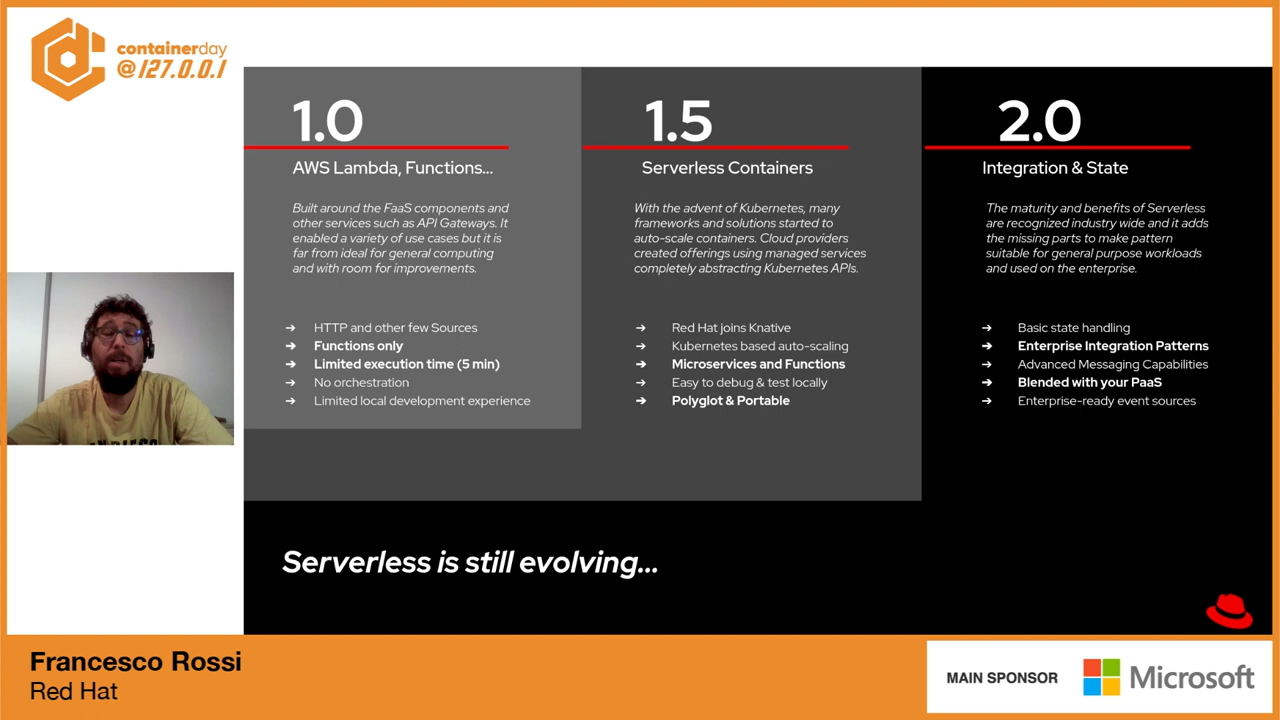 containerday
@127.0.0.1
1.0
AWS Lambda, Functions...
Built around the FaaS components and
other services such as API Gateways. It
enabled a variety of use cases but it is
far from ideal for general computing
and with room for improvements.
➔ HTTP and other few Sources
➔ Functions only
➔ Limited execution time (5 min)
➔ No orchestration
➔ Limited local development experience
1.5
Serverless Containers
With the advent of Kubernetes, many
frameworks and solutions started to
auto-scale containers. Cloud providers
created offerings using managed services
completely abstracting Kubernetes APIs.
➔ Red Hat joins Knative
➔ Kubernetes based auto-scaling
➔ Microservices and Functions
➔ Easy to debug & test locally
➔ Polyglot & Portable
2.0
Integration & State
The maturity and benefits of Serverless
are recognized industry wide and it adds
the missing parts to make pattern
suitable for general purpose workloads
and used on the enterprise.
➔ Basic state handling
➔ Enterprise Integration Patterns
➔ Advanced Messaging Capabilities
➔ Blended with your PaaS
➔ Enterprise-ready event sources
Serverless is still evolving...
Francesco Rossi
Red Hat
MAIN SPONSOR
Microsoft